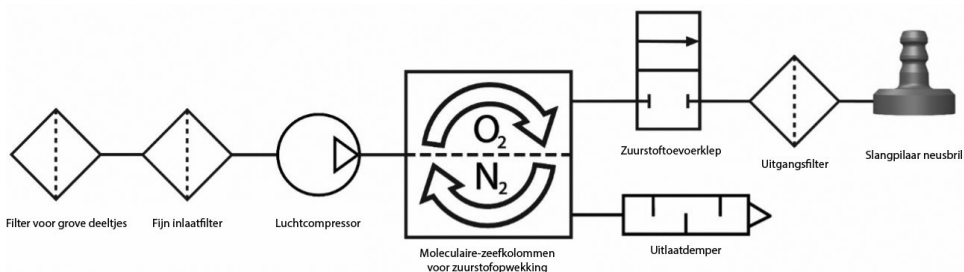 O2
N2
Zuurstoftoevoerklep
Uitgangsfilter
Slangpilaar neusbril
Filter voor grove deeltjes
Fijn inlaatfilter
Luchtcompressor
Moleculaire-zeefkolommen
voor zuurstofopwekking
Uitlaatdemper